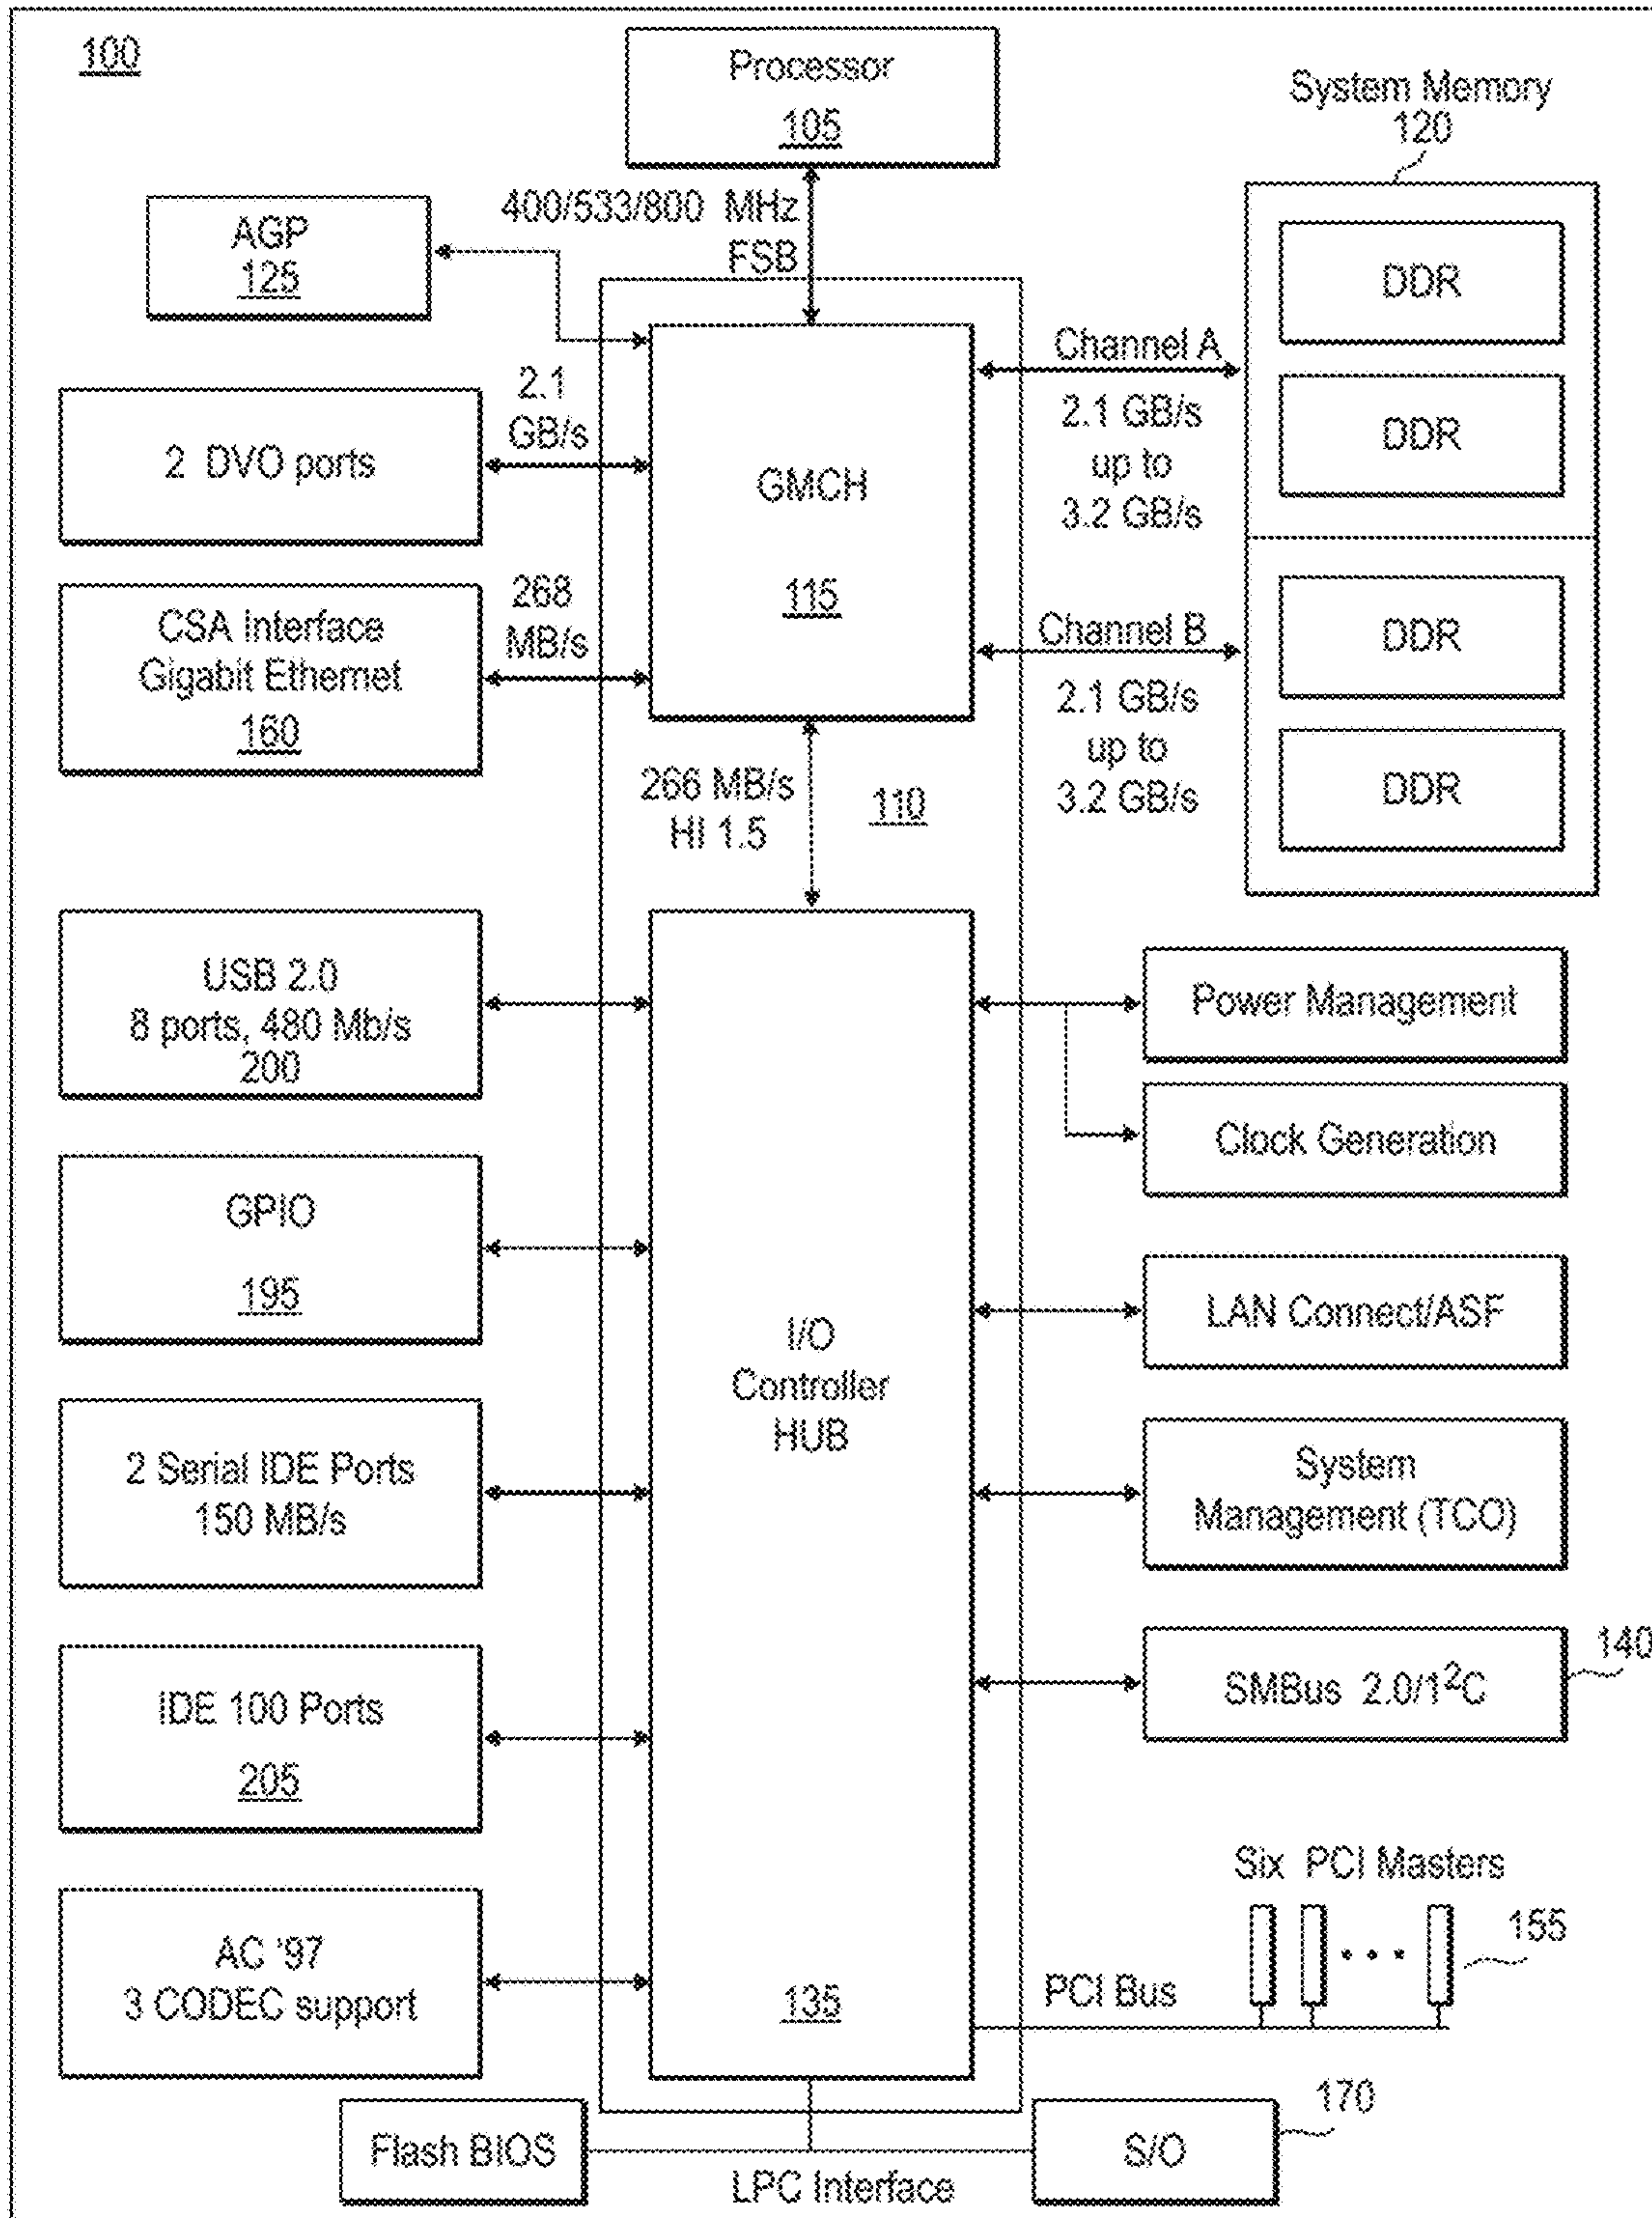 100
Processor
105
System Memory
120
400/533/800 MHz
FSB
AGP
125
DDR
DDR
DDR
DDR
Channel A
2.1 GB/s
up to
3.2 GB/s
Channel B
2.1 GB/s
up to
3.2 GB/s
2.1
GB/s
2 DVO ports
GMCH
115
268
MB/s
CSA Interface
Gigabit Ethernet
160
266 MB/s
HI 1.5
110
USB 2.0
8 ports, 480 Mb/s
200
Power Management
Clock Generation
GPIO
195
LAN Connect/ASF
I/O
Controller
HUB
135
2 Serial IDE Ports
150 MB/s
System
Management (TCO)
SMBus 2.0/1²C
140
IDE 100 Ports
205
Six PCI Masters
155
PCI Bus
AC '97
3 CODEC support
Flash BIOS
LPC Interface
S/O
170